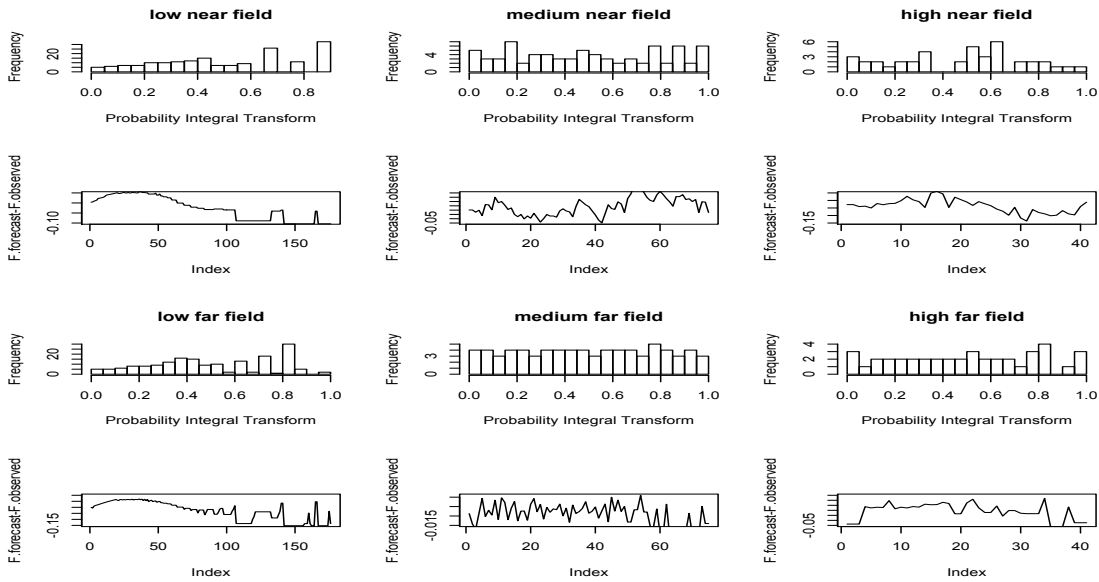 low near field
Frequency
0 20
0.0 0.2 0.4 0.6 0.8
Probability Integral Transform
medium near field
Frequency
0 4
0.0 0.2 0.4 0.6 0.8 1.0
Probability Integral Transform
high near field
Frequency
0 3 6
0.0 0.2 0.4 0.6 0.8 1.0
Probability Integral Transform
F.forecast-F.observed
-0.10
0 50 100 150
Index
F.forecast-F.observed
-0.05
0 20 40 60
Index
F.forecast-F.observed
-0.15
0 10 20 30 40
Index
low far field
Frequency
0 20
0.0 0.2 0.4 0.6 0.8 1.0
Probability Integral Transform
medium far field
Frequency
0 3
0.0 0.2 0.4 0.6 0.8 1.0
Probability Integral Transform
high far field
Frequency
0 2 4
0.0 0.2 0.4 0.6 0.8 1.0
Probability Integral Transform
F.forecast-F.observed
-0.15
0 50 100 150
Index
F.forecast-F.observed
-0.015
0 20 40 60
Index
F.forecast-F.observed
-0.05
0 10 20 30 40
Index